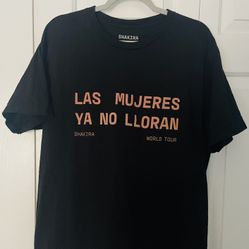 SHAKIRA
LAS MUJERES
YA NO LLORAN
SHAKIRA WORLD TOUR